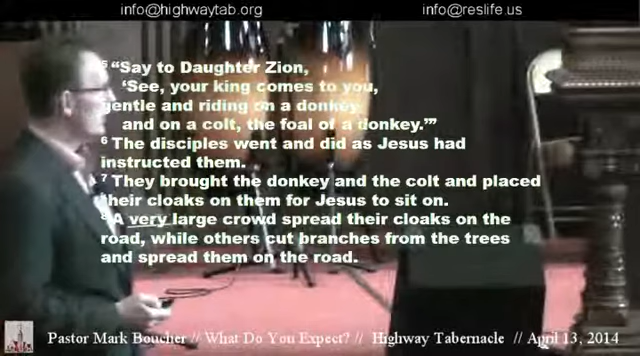 info@highwaytab.org info@reslife.us
5 “Say to Daughter Zion,
‘See, your king comes to you,
gentle and riding on a donkey
and on a colt, the foal of a donkey.’”
6 The disciples went and did as Jesus had
instructed them.
7 They brought the donkey and the colt and placed
their cloaks on them for Jesus to sit on.
8 A very large crowd spread their cloaks on the
road, while others cut branches from the trees
and spread them on the road.
Pastor Mark Boucher // What Do You Expect? // Highway Tabernacle // April 13, 2014